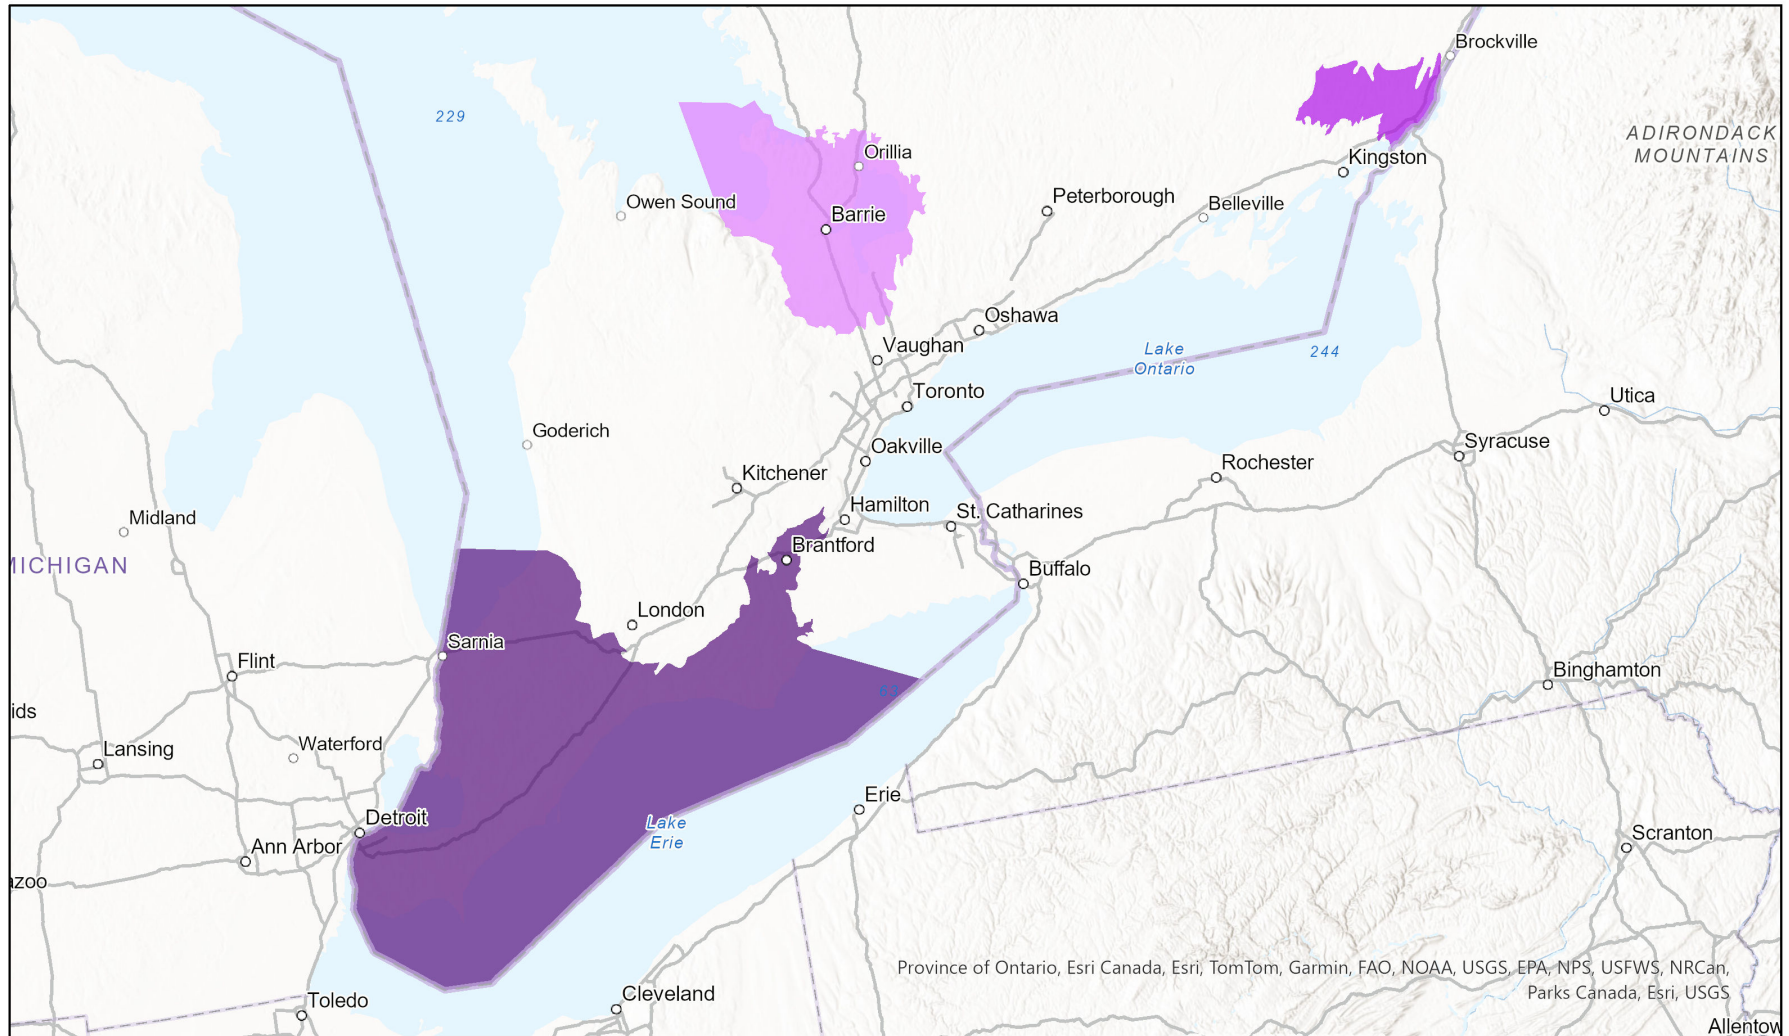 Brockville
229
ADIRONDACK
MOUNTAINS
Orillia
Kingston
Owen Sound
Peterborough
Belleville
Barrie
Oshawa
Vaughan
Lake
Ontario
244
Toronto
Utica
Goderich
Oakville
Syracuse
Kitchener
Rochester
Hamilton
St. Catharines
Midland
Brantford
MICHIGAN
Buffalo
London
Sarnia
Flint
Binghamton
63
ids
Waterford
Lansing
Erie
Detroit
Lake
Erie
Scranton
Ann Arbor
azoo
Province of Ontario, Esri Canada, Esri, TomTom, Garmin, FAO, NOAA, USGS, EPA, NPS, USFWS, NRCan,
Parks Canada, Esri, USGS
Cleveland
Toledo
Allentow